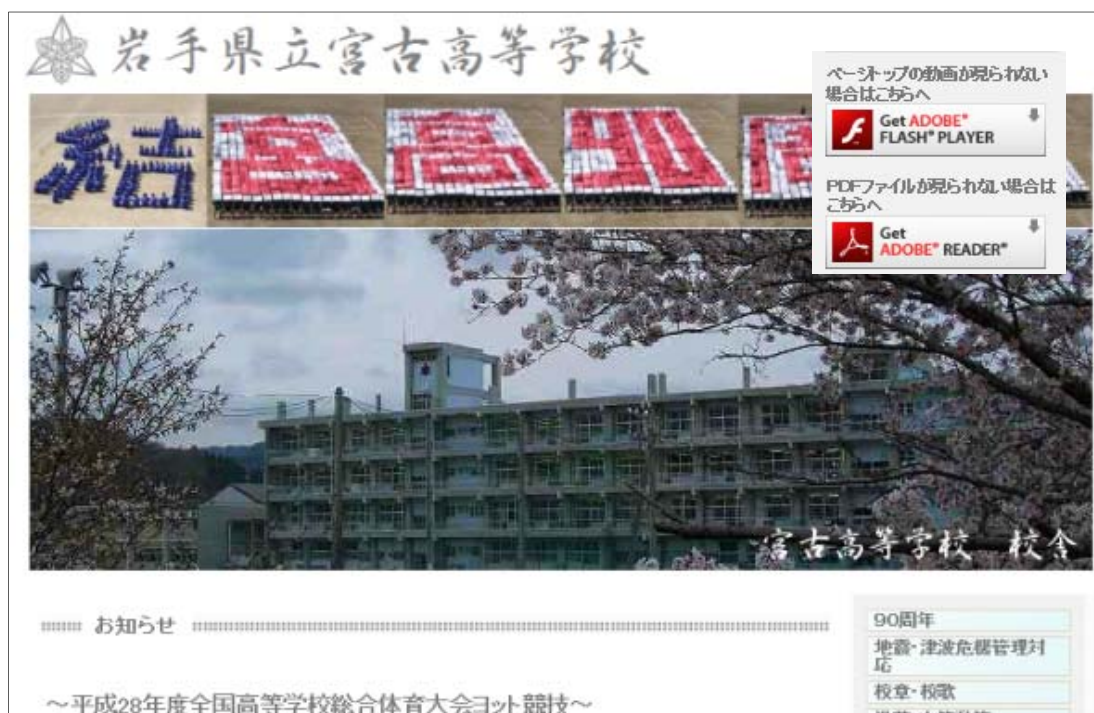 岩手県立宮古高等学校
結 宮 高 90 周
ページトップの動画が見られない
場合はこちらへ
Get ADOBE®
FLASH® PLAYER
PDFファイルが見られない場合は
こちらへ
Get
ADOBE® READER®
宮古高等学校 校舎
お知らせ
～平成28年度全国高等学校総合体育大会ヨット競技～
90周年
地震・津波危機管理対
応
校章・校歌